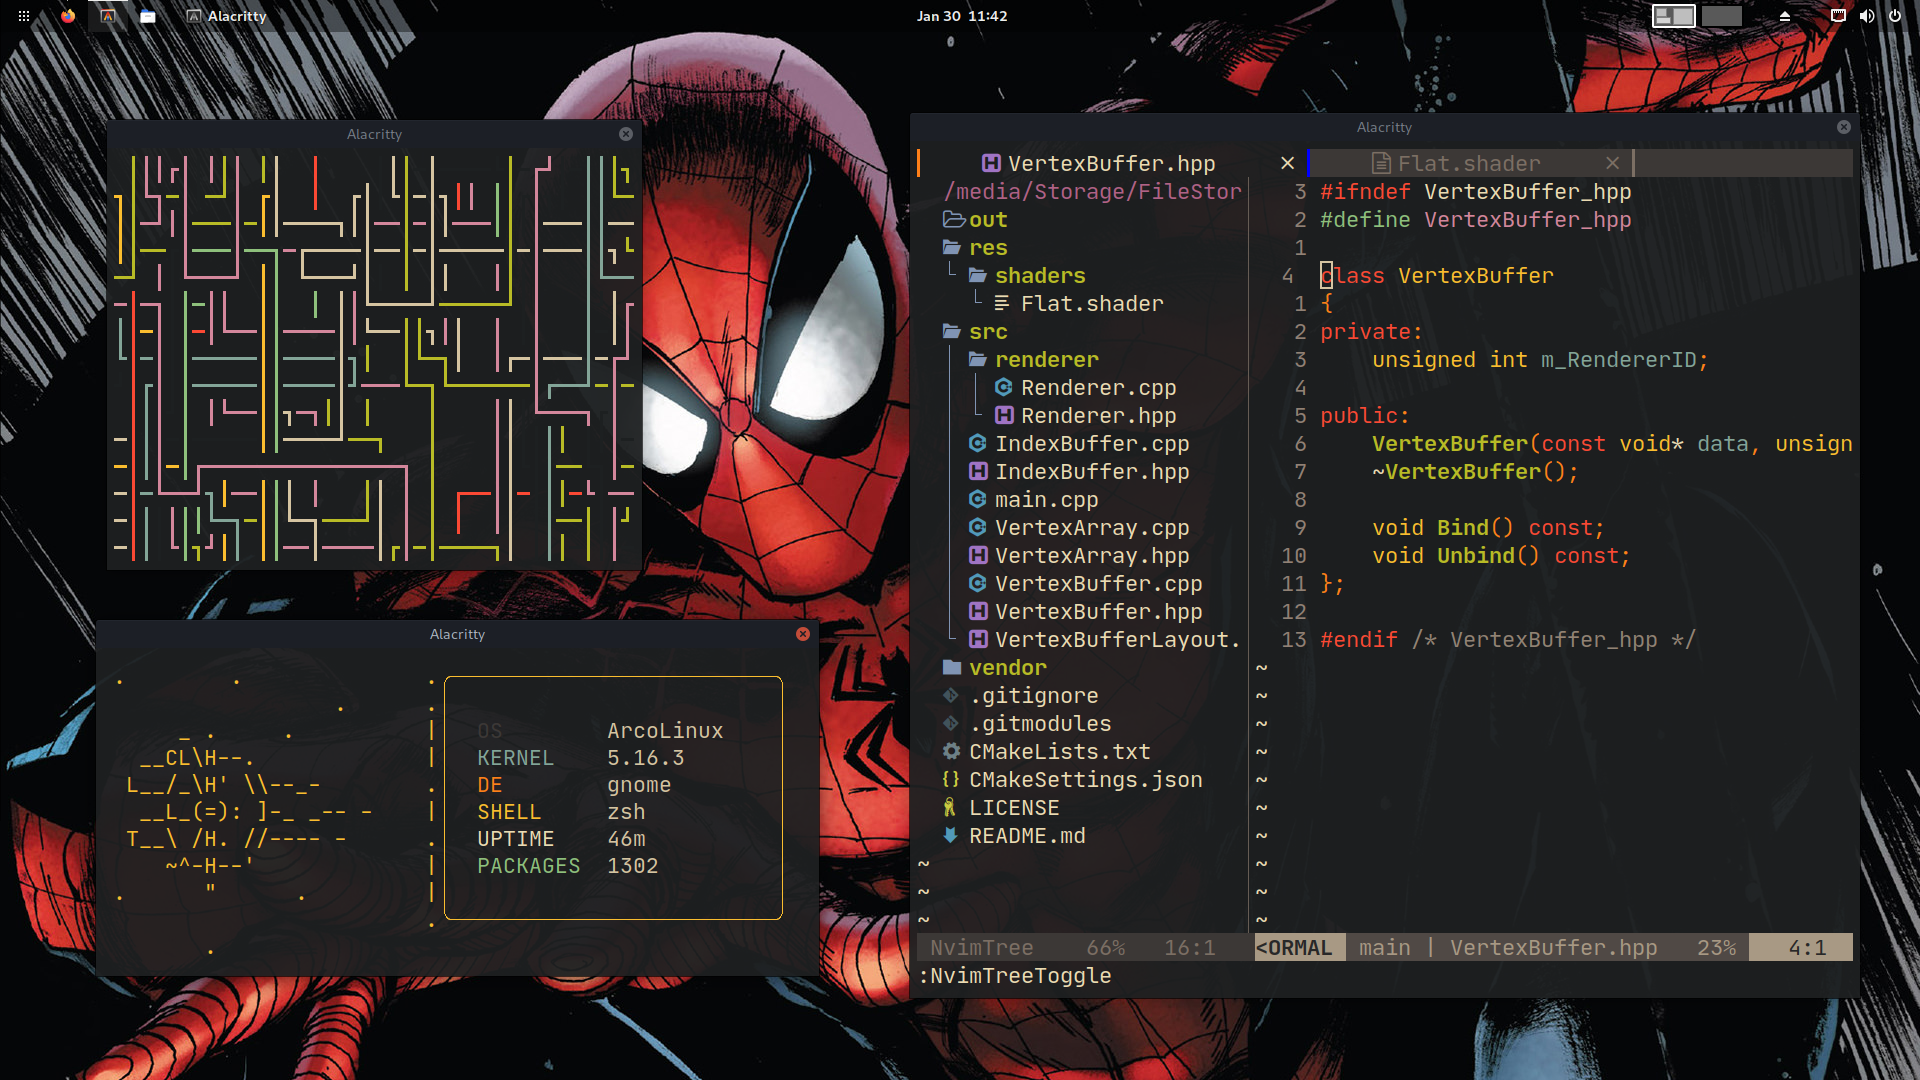 Alacritty
Jan 30 11:42
Alacritty
Alacritty
OS ArcoLinux
KERNEL 5.16.3
DE gnome
SHELL zsh
UPTIME 46m
PACKAGES 1302
. . .
. .
_ . . |
__CL\H--. |
L__/_\H' \\--_- .
__L_(=): ]-_ _-- - |
T__\ /H. //---- - .
~^-H--' |
. " . |
.
.
Alacritty
VertexBuffer.hpp × Flat.shader ×
/media/Storage/FileStor
out
res
shaders
Flat.shader
src
renderer
Renderer.cpp
Renderer.hpp
IndexBuffer.cpp
IndexBuffer.hpp
main.cpp
VertexArray.cpp
VertexArray.hpp
VertexBuffer.cpp
VertexBuffer.hpp
VertexBufferLayout.
vendor
.gitignore
.gitmodules
CMakeLists.txt
CMakeSettings.json
LICENSE
README.md
~
~
~
NvimTree 66% 16:1
3 #ifndef VertexBuffer_hpp
2 #define VertexBuffer_hpp
1
4 class VertexBuffer
1 {
2 private:
3 unsigned int m_RendererID;
4
5 public:
6 VertexBuffer(const void* data, unsign
7 ~VertexBuffer();
8
9 void Bind() const;
10 void Unbind() const;
11 };
12
13 #endif /* VertexBuffer_hpp */
~
~
~
~
~
~
~
~
~
~
<ORMAL main | VertexBuffer.hpp 23% 4:1
:NvimTreeToggle